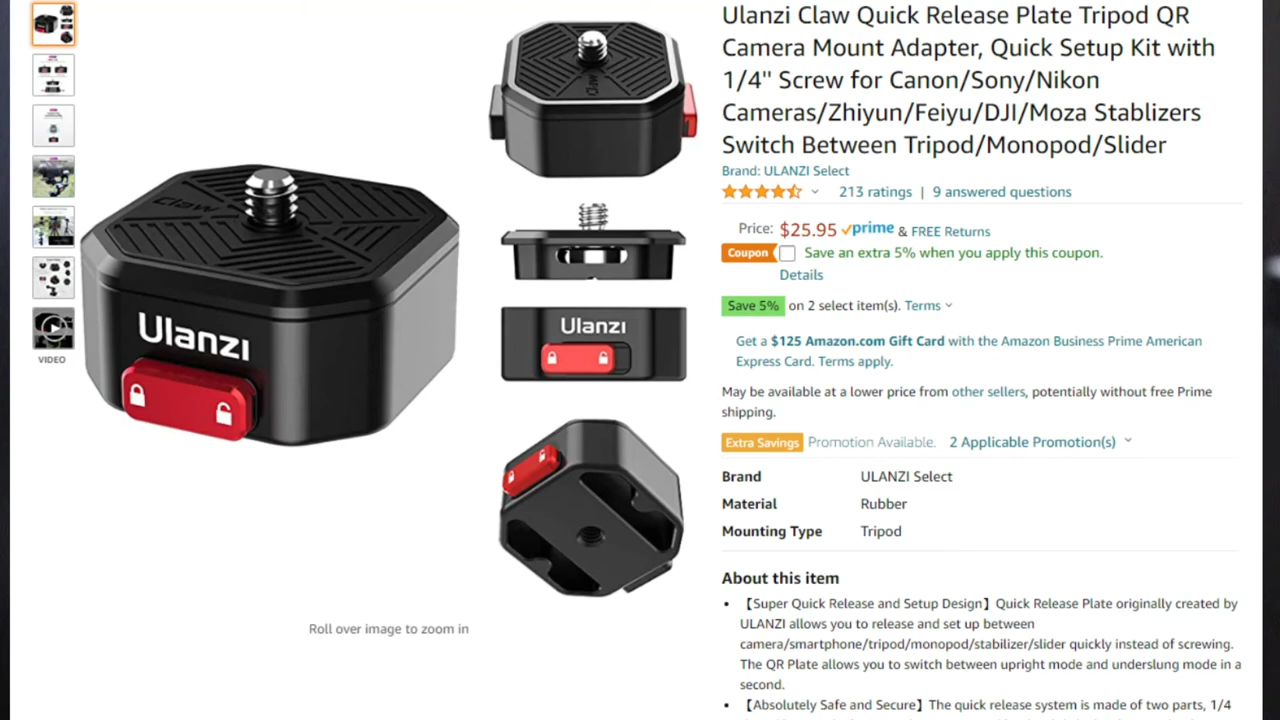 Ulanzi Claw Quick Release Plate Tripod QR
Camera Mount Adapter, Quick Setup Kit with
1/4" Screw for Canon/Sony/Nikon
Cameras/Zhiyun/Feiyu/DJI/Moza Stablizers
Switch Between Tripod/Monopod/Slider
Brand: ULANZI Select
213 ratings | 9 answered questions
Price: $25.95 prime & FREE Returns
Coupon Save an extra 5% when you apply this coupon.
Details
Save 5% on 2 select item(s). Terms
Get a $125 Amazon.com Gift Card with the Amazon Business Prime American
Express Card. Terms apply.
May be available at a lower price from other sellers, potentially without free Prime
shipping.
Extra Savings Promotion Available. 2 Applicable Promotion(s)
Brand ULANZI Select
Material Rubber
Mounting Type Tripod
About this item
• 【Super Quick Release and Setup Design】Quick Release Plate originally created by
ULANZI allows you to release and set up between
camera/smartphone/tripod/monopod/stabilizer/slider quickly instead of screwing.
The QR Plate allows you to switch between upright mode and underslung mode in a
second.
• 【Absolutely Safe and Secure】The quick release system is made of two parts, 1/4
Claw
Ulanzi
Claw
Ulanzi
VIDEO
Roll over image to zoom in